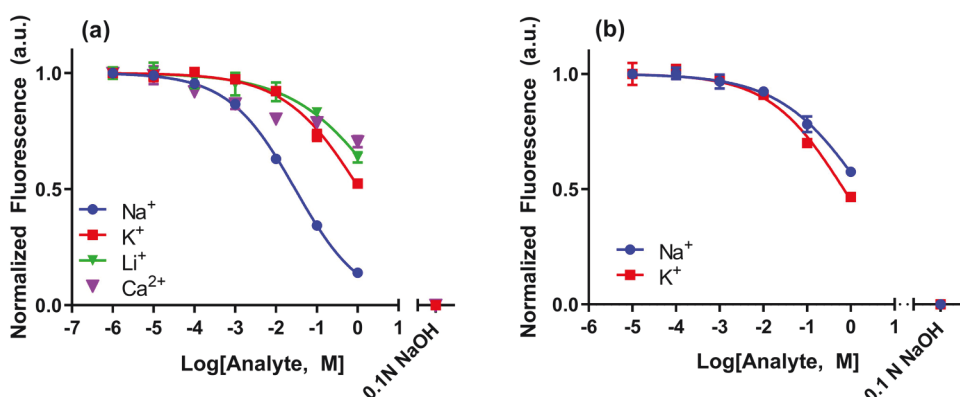 (a)
Normalized Fluorescence (a.u.)
1.0
0.5
0.0
Na⁺
K⁺
Li⁺
Ca²⁺
-7 -6 -5 -4 -3 -2 -1 0 1
0.1N NaOH
Log[Analyte, M]
(b)
Normalized Fluorescence (a.u.)
1.0
0.5
0.0
Na⁺
K⁺
-6 -5 -4 -3 -2 -1 0 1
0.1 N NaOH
Log[Analyte, M]